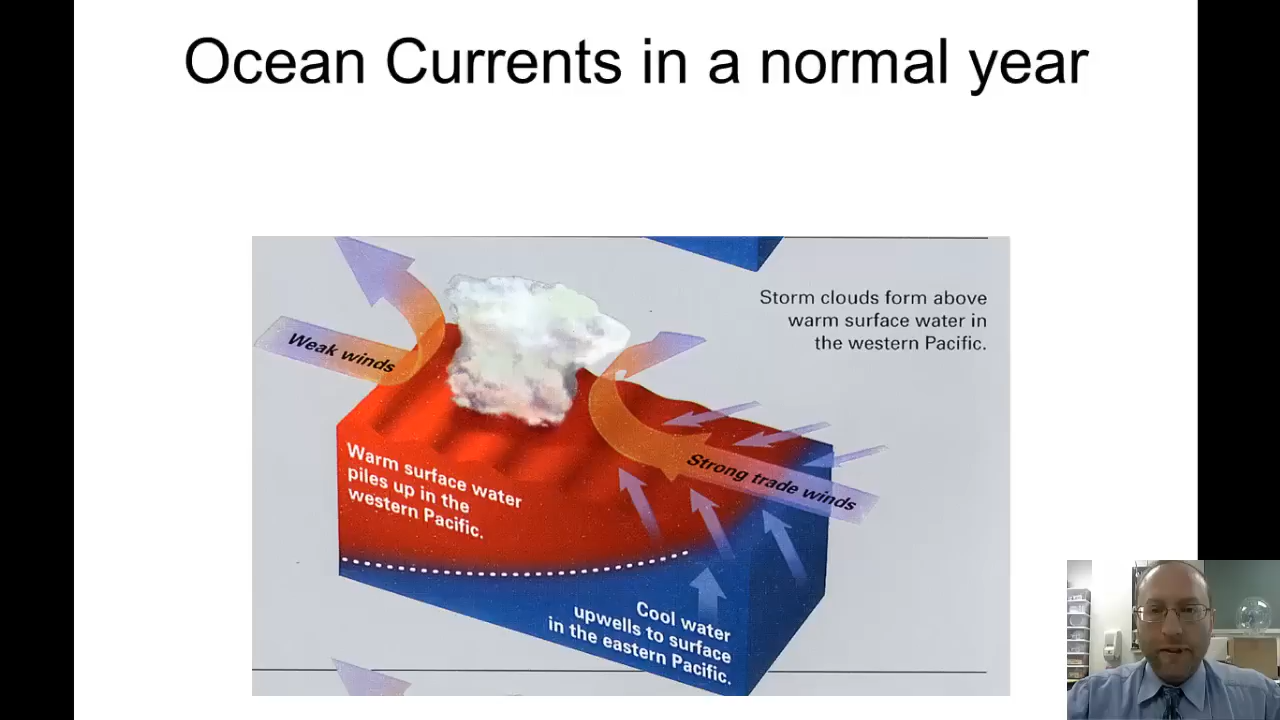 Ocean Currents in a normal year
Storm clouds form above
warm surface water in
the western Pacific.
Weak winds
Strong trade winds
Warm surface water
piles up in the
western Pacific.
Cool water
upwells to surface
in the eastern Pacific.